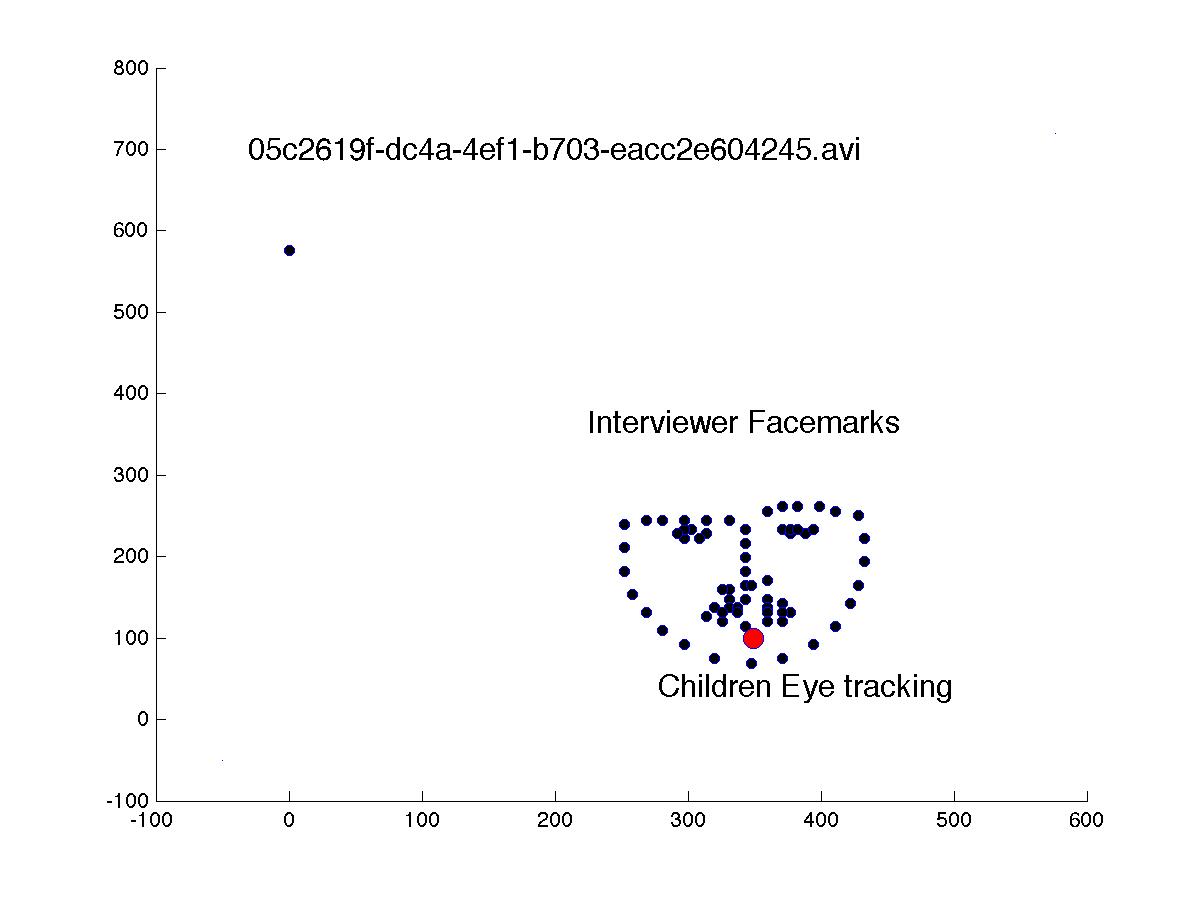 800
700
05c2619f-dc4a-4ef1-b703-eacc2e604245.avi
600
500
400
Interviewer Facemarks
300
200
100
Children Eye tracking
0
-100
-100 0 100 200 300 400 500 600